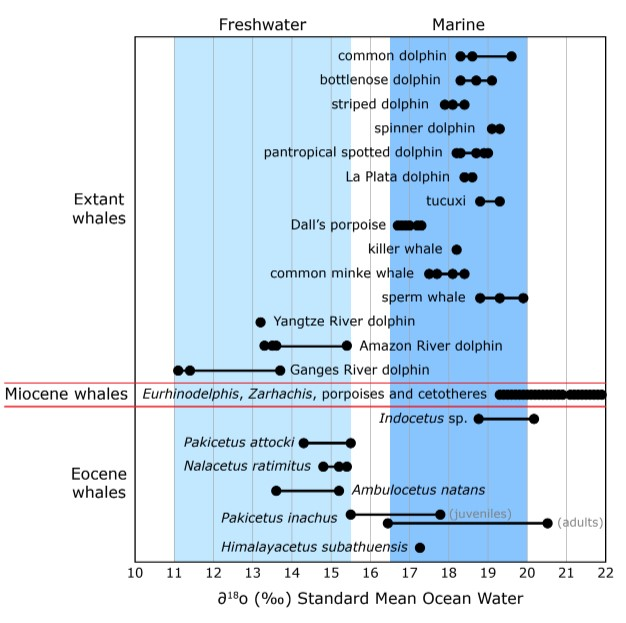 Freshwater Marine
common dolphin
bottlenose dolphin
striped dolphin
spinner dolphin
pantropical spotted dolphin
La Plata dolphin
Extant
whales
tucuxi
Dall's porpoise
killer whale
common minke whale
sperm whale
Yangtze River dolphin
Amazon River dolphin
Ganges River dolphin
Miocene whales Eurhinodelphis, Zarhachis, porpoises and cetotheres
Indocetus sp.
Pakicetus attocki
Nalacetus ratimitus
Eocene
whales
Ambulocetus natans
Pakicetus inachus (juveniles)
(adults)
Himalayacetus subathuensis
10 11 12 13 14 15 16 17 18 19 20 21 22
∂¹⁸o (‰) Standard Mean Ocean Water